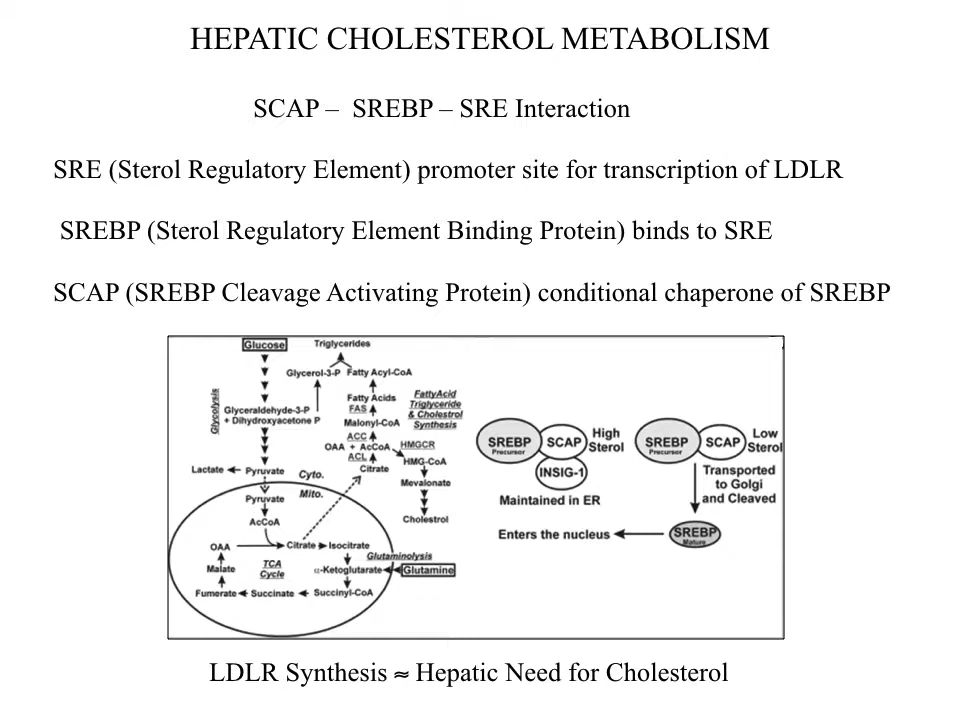 HEPATIC CHOLESTEROL METABOLISM
SCAP – SREBP – SRE Interaction
SRE (Sterol Regulatory Element) promoter site for transcription of LDLR
SREBP (Sterol Regulatory Element Binding Protein) binds to SRE
SCAP (SREBP Cleavage Activating Protein) conditional chaperone of SREBP
Glucose
Triglycerides
Glycerol-3-P
Fatty Acyl-CoA
Glycolysis
Glyceraldehyde-3-P
+ Dihydroxyacetone P
Fatty Acids
FAS
Malonyl-CoA
FattyAcid
Triglyceride
& Cholestrol
Synthesis
ACC
OAA + AcCoA
ACL
Citrate
HMGCR
HMG-CoA
Mevalonate
Cholestrol
Lactate
Pyruvate
Cyto.
Mito.
Pyruvate
AcCoA
OAA
Citrate
Isocitrate
Glutaminolysis
Malate
TCA
Cycle
α-Ketoglutarate
Glutamine
Fumerate
Succinate
Succinyl-CoA
SREBP
Precursor
SCAP
INSIG-1
High
Sterol
Maintained in ER
SREBP
Precursor
SCAP
Low
Sterol
Transported
to Golgi
and Cleaved
Enters the nucleus
SREBP
Mature
LDLR Synthesis ≈ Hepatic Need for Cholesterol